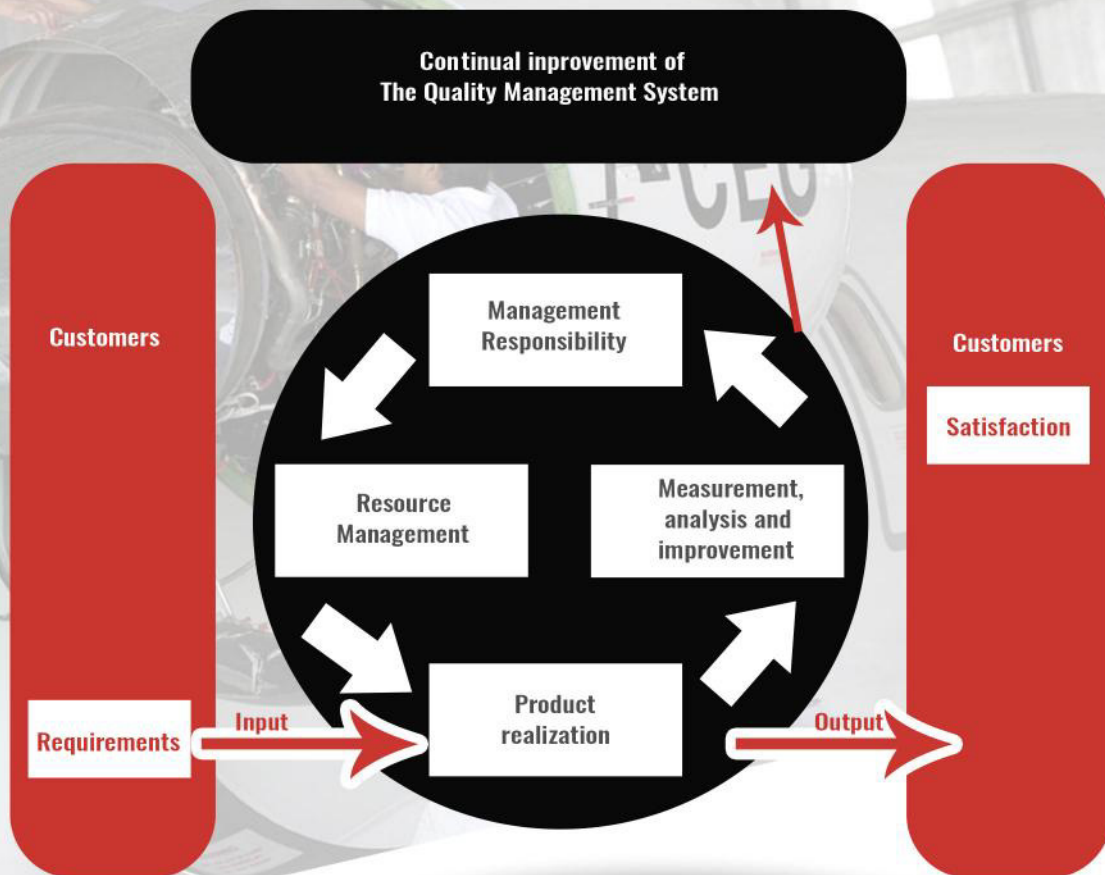 Continual inprovement of
The Quality Management System
Customers
Management
Responsibility
Customers
Satisfaction
Resource
Management
Measurement,
analysis and
improvement
Requirements
Input
Product
realization
Output